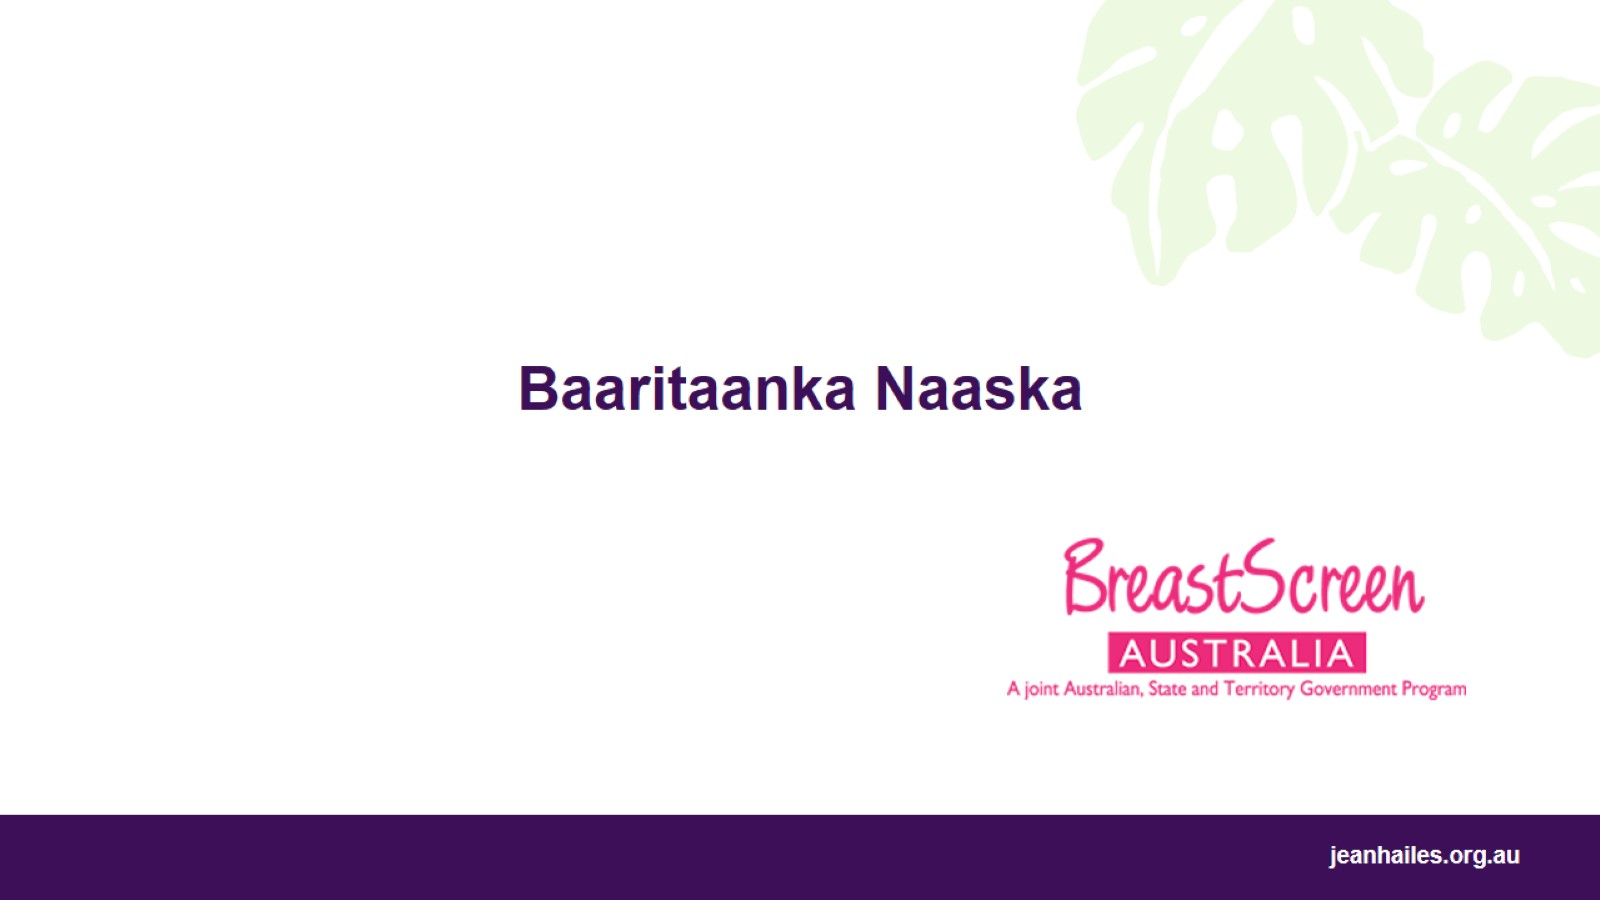 Baaritaanka Naaska
BreastScreen
AUSTRALIA
A joint Australian, State and Territory Government Program
jeanhailes.org.au